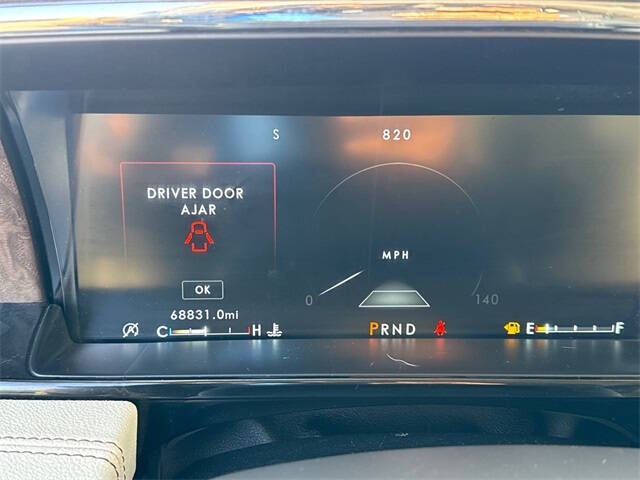 S 820
DRIVER DOOR
AJAR
OK
MPH
0 140
68831.0mi
C H PRND E F